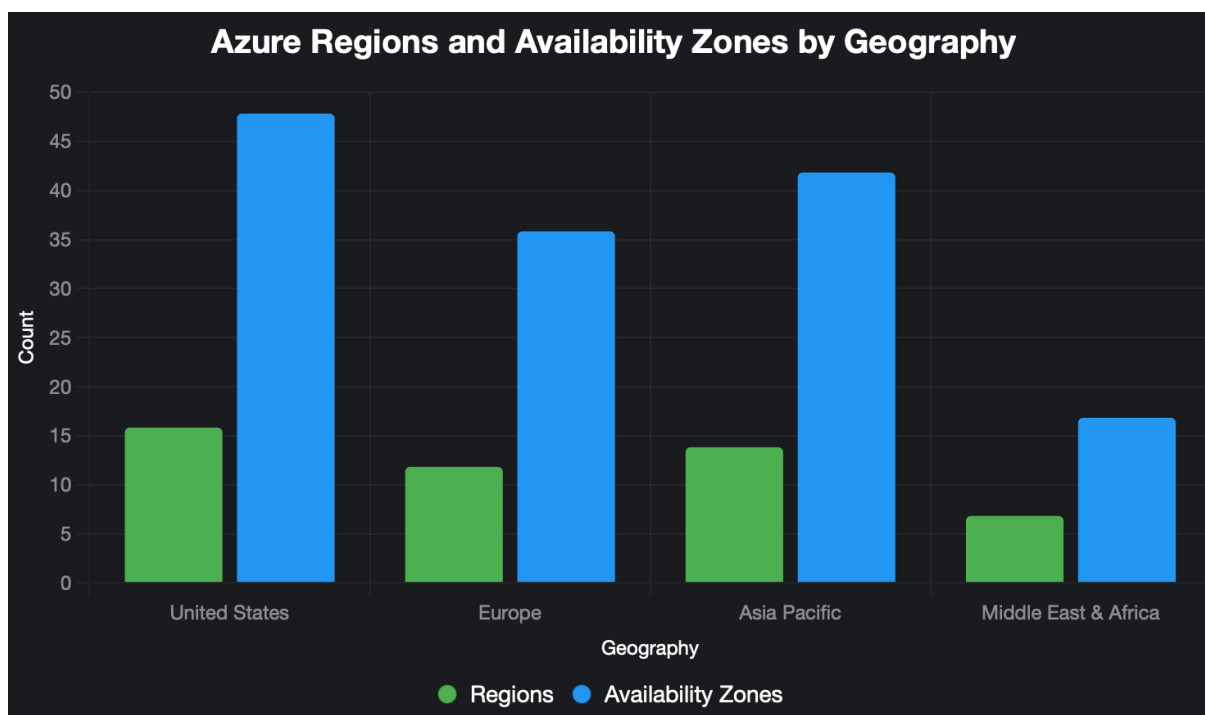 Azure Regions and Availability Zones by Geography
50
45
40
35
30
25
20
15
10
5
0
Count
United States
Europe
Asia Pacific
Middle East & Africa
Geography
Regions
Availability Zones